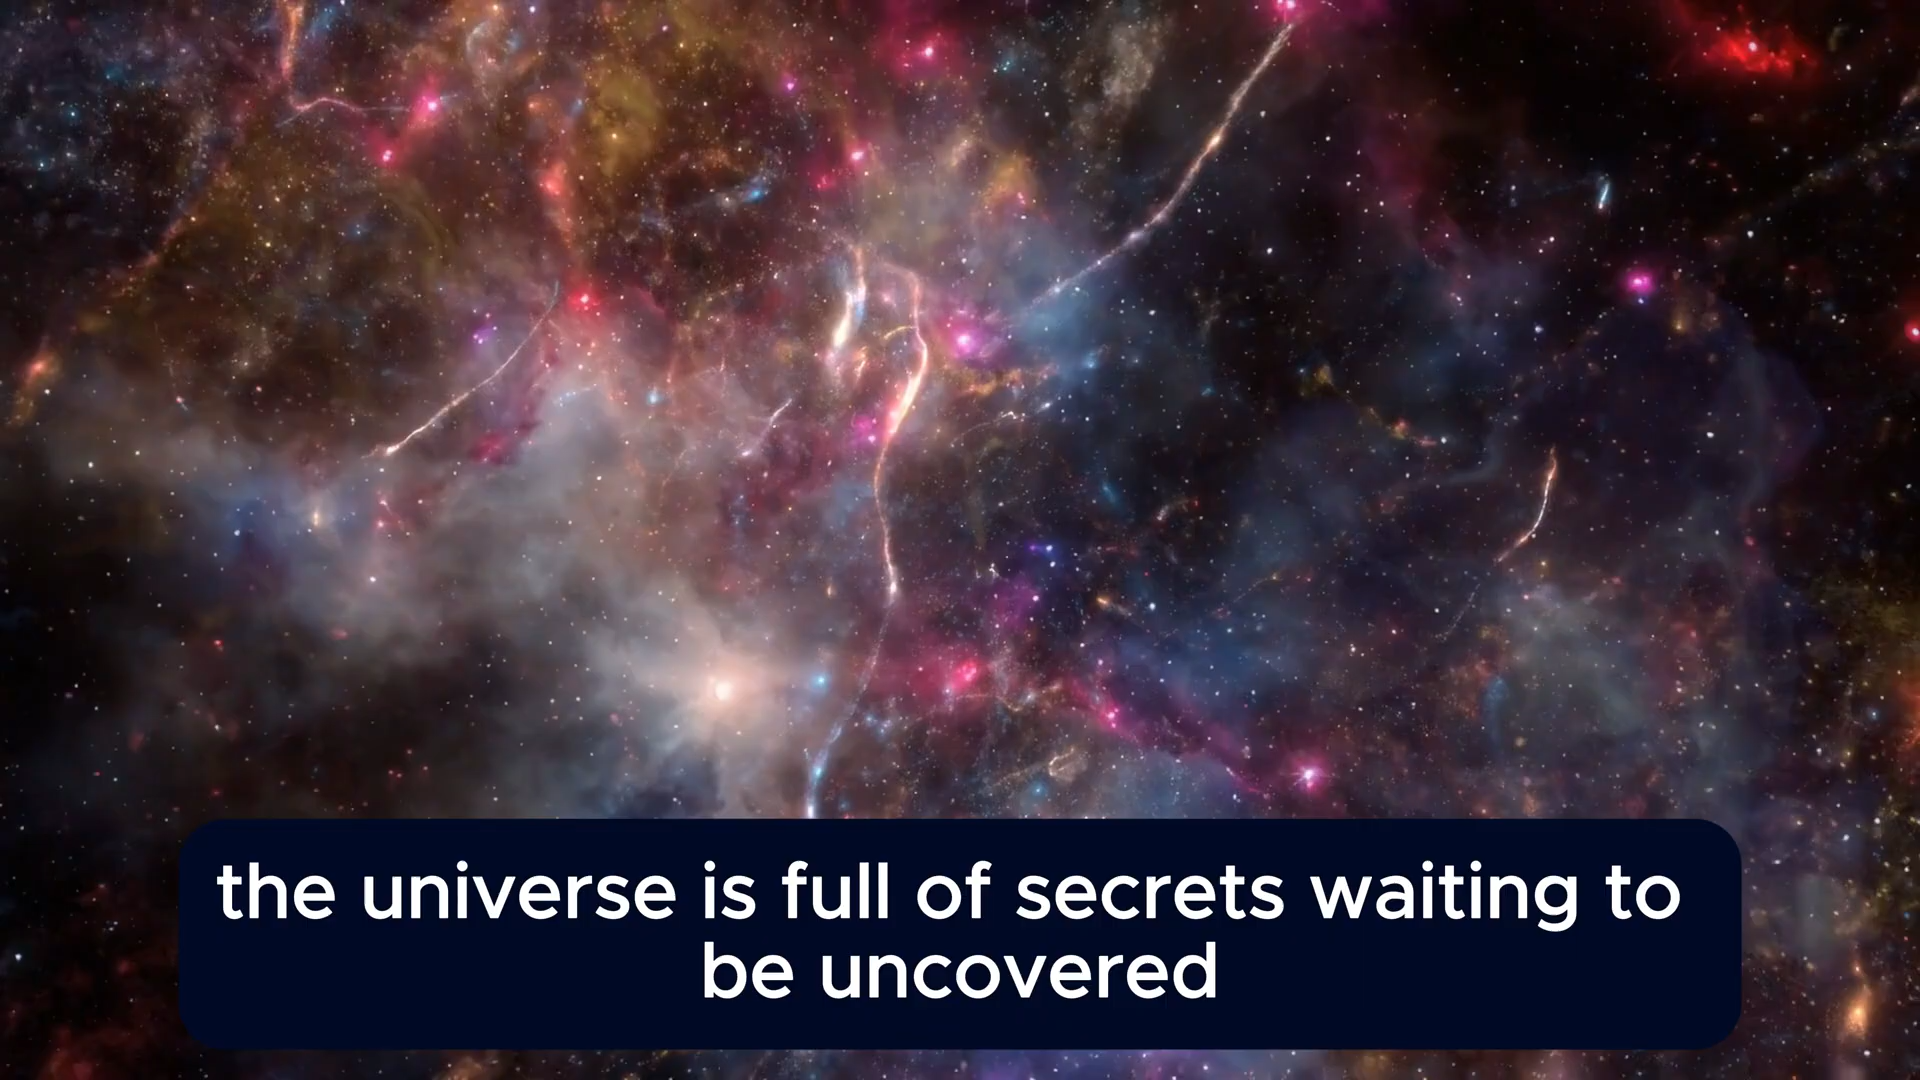 the universe is full of secrets waiting to
be uncovered